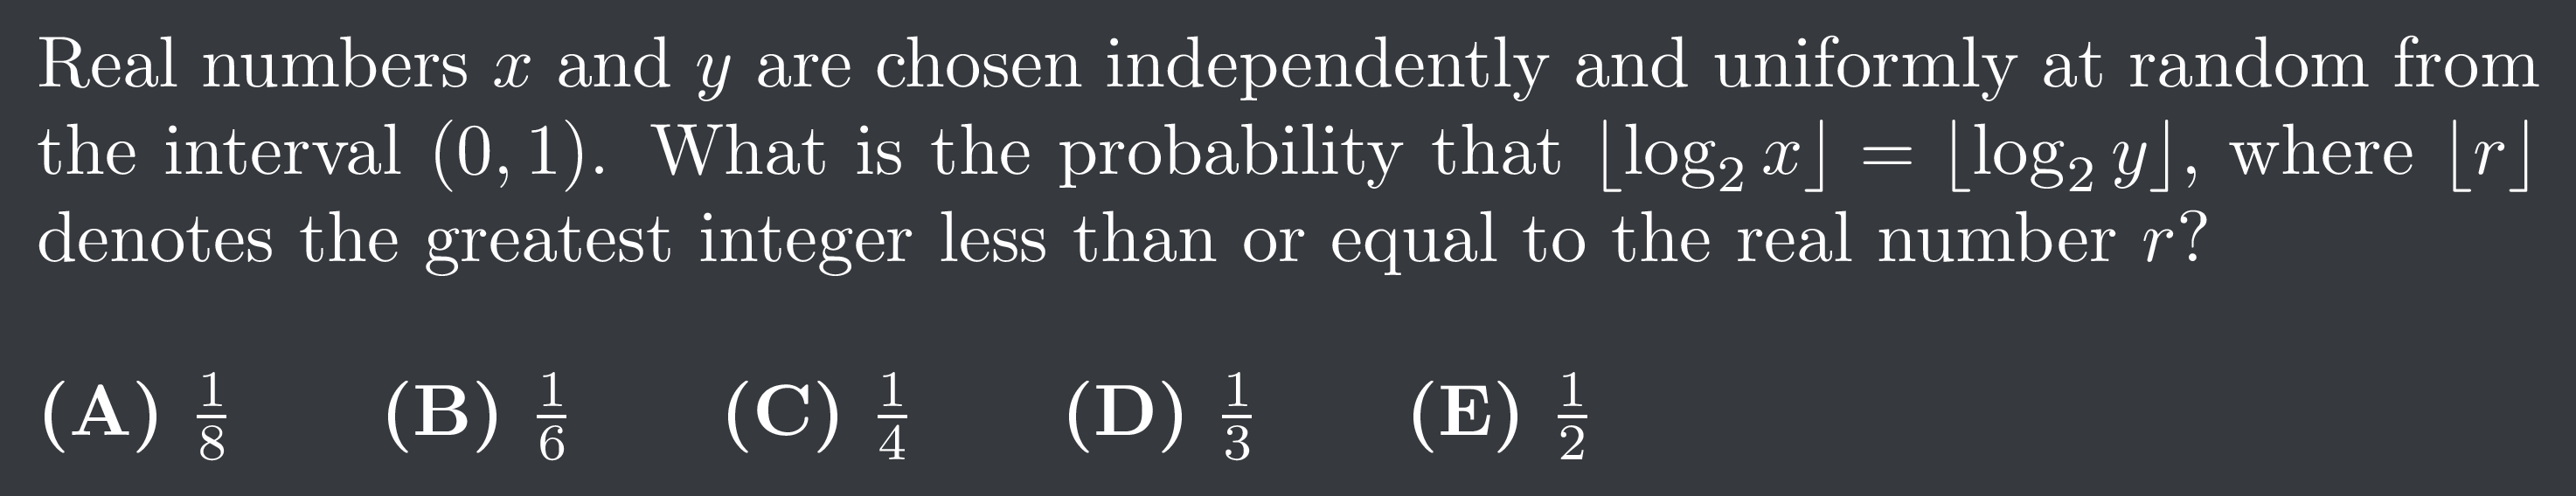 Real numbers x and y are chosen independently and uniformly at random from
the interval (0, 1). What is the probability that ⌊log₂ x⌋ = ⌊log₂ y⌋, where ⌊r⌋
denotes the greatest integer less than or equal to the real number r?
(A) 1/8 (B) 1/6 (C) 1/4 (D) 1/3 (E) 1/2